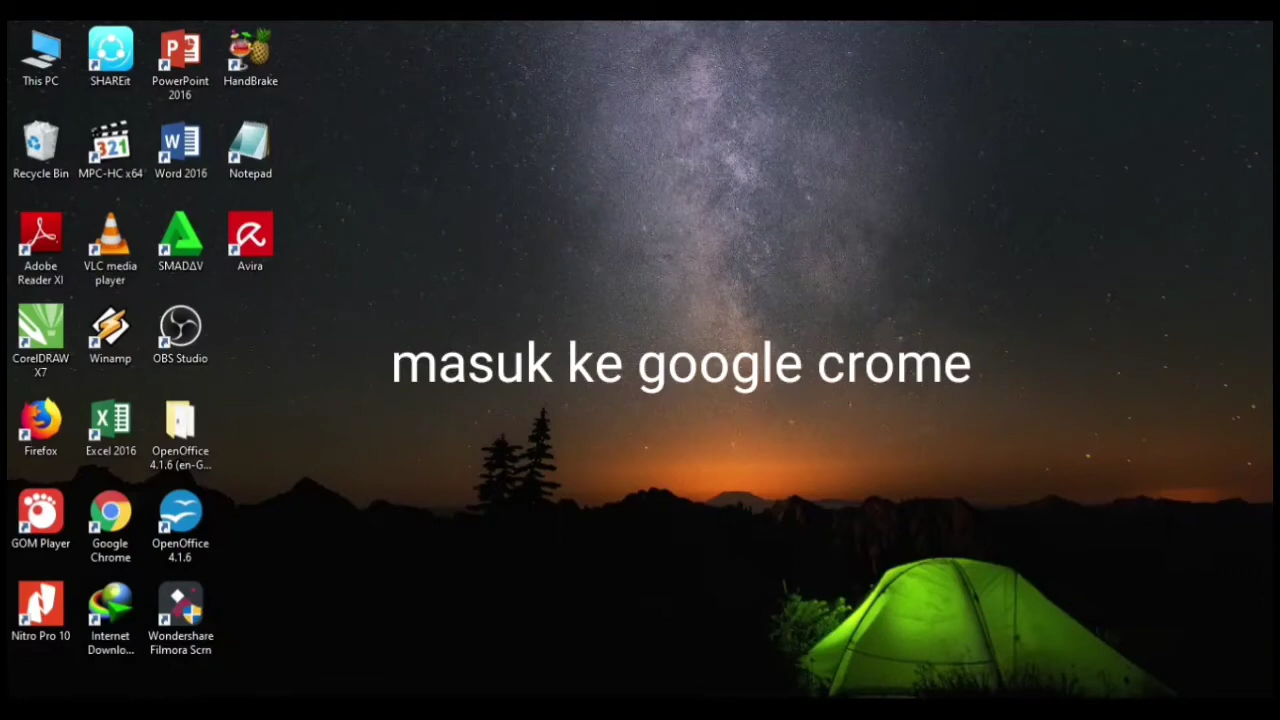 This PC
SHAREit
PowerPoint
2016
HandBrake
Recycle Bin
MPC-HC x64
Word 2016
Notepad
Adobe
Reader XI
VLC media
player
SMADΔV
Avira
CorelDRAW
X7
Winamp
OBS Studio
masuk ke google crome
Firefox
Excel 2016
OpenOffice
4.1.6 (en-G...
GOM Player
Google
Chrome
OpenOffice
4.1.6
Nitro Pro 10
Internet
Downlo...
Wondershare
Filmora Scrn